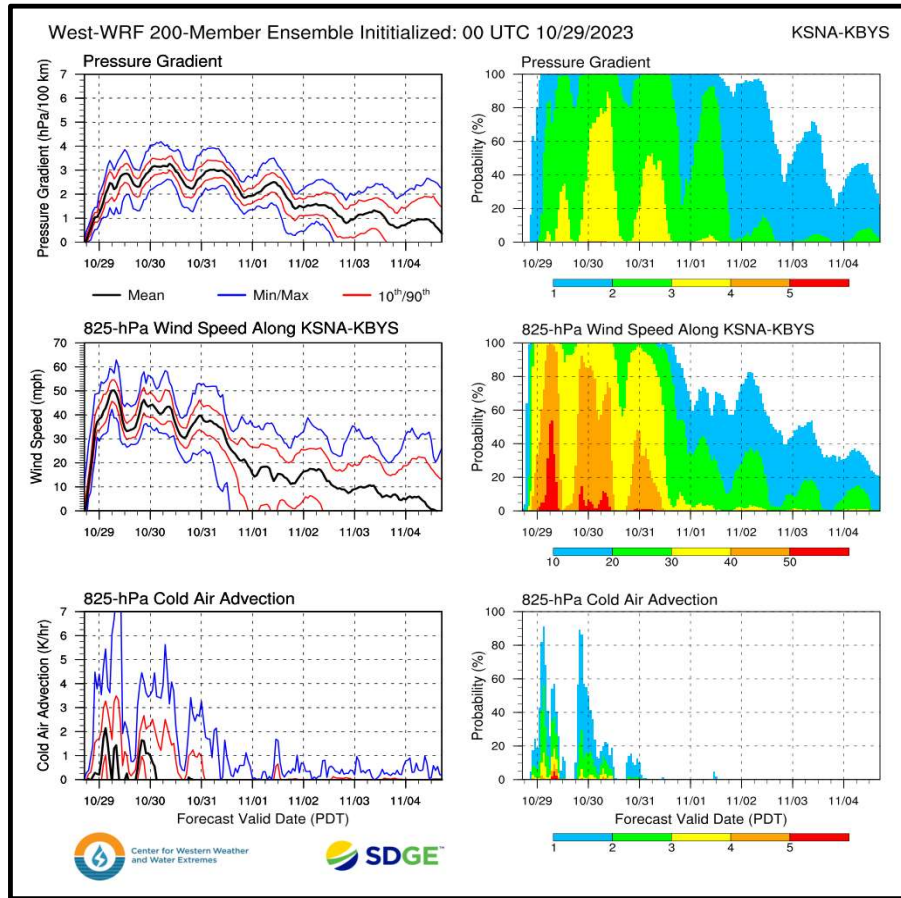 West-WRF 200-Member Ensemble Inititialized: 00 UTC 10/29/2023 KSNA-KBYS
Pressure Gradient
Pressure Gradient (hPa/100 km)
7
6
5
4
3
2
1
0
10/29 10/30 10/31 11/01 11/02 11/03 11/04
Mean Min/Max 10th/90th
Pressure Gradient
Probability (%)
100
80
60
40
20
0
10/29 10/30 10/31 11/01 11/02 11/03 11/04
1 2 3 4 5
825-hPa Wind Speed Along KSNA-KBYS
Wind Speed (mph)
70
60
50
40
30
20
10
0
10/29 10/30 10/31 11/01 11/02 11/03 11/04
825-hPa Wind Speed Along KSNA-KBYS
Probability (%)
100
80
60
40
20
0
10/29 10/30 10/31 11/01 11/02 11/03 11/04
10 20 30 40 50
825-hPa Cold Air Advection
Cold Air Advection (K/hr)
7
6
5
4
3
2
1
0
10/29 10/30 10/31 11/01 11/02 11/03 11/04
Forecast Valid Date (PDT)
825-hPa Cold Air Advection
Probability (%)
100
80
60
40
20
0
10/29 10/30 10/31 11/01 11/02 11/03 11/04
Forecast Valid Date (PDT)
1 2 3 4 5
Center for Western Weather
and Water Extremes
SDGE™